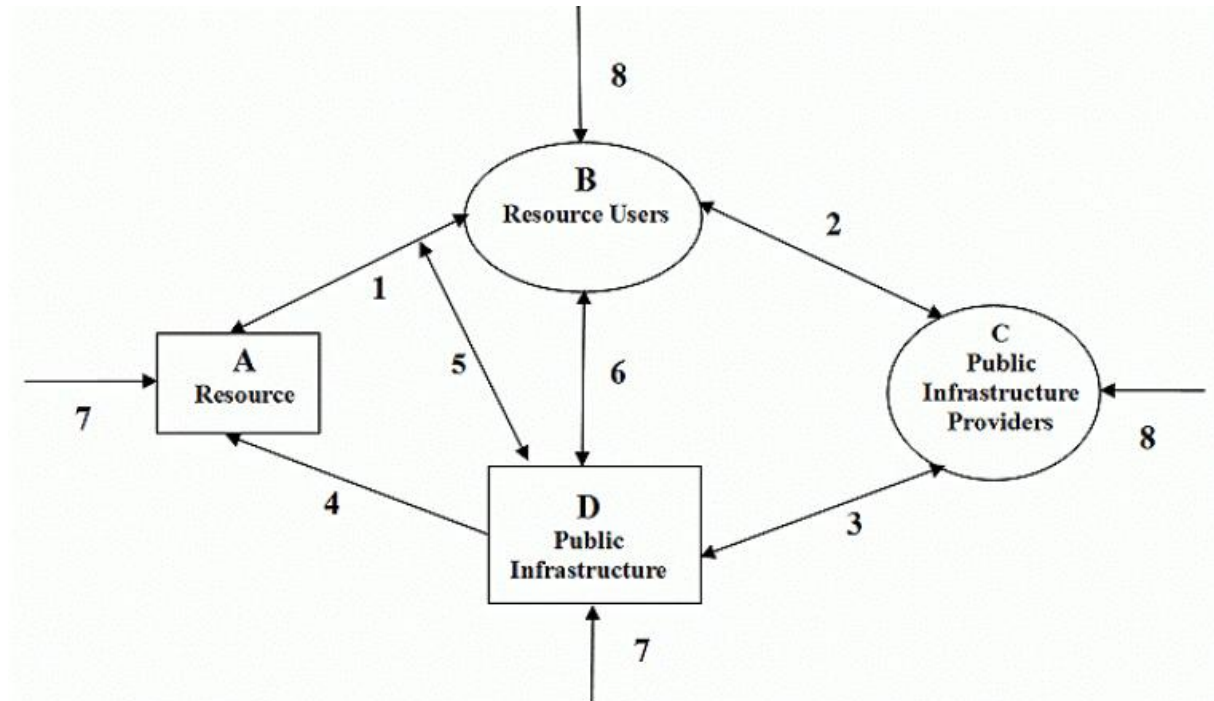 8
B
Resource Users
2
1
A
Resource
7
5
6
C
Public
Infrastructure
Providers
8
4
D
Public
Infrastructure
3
7